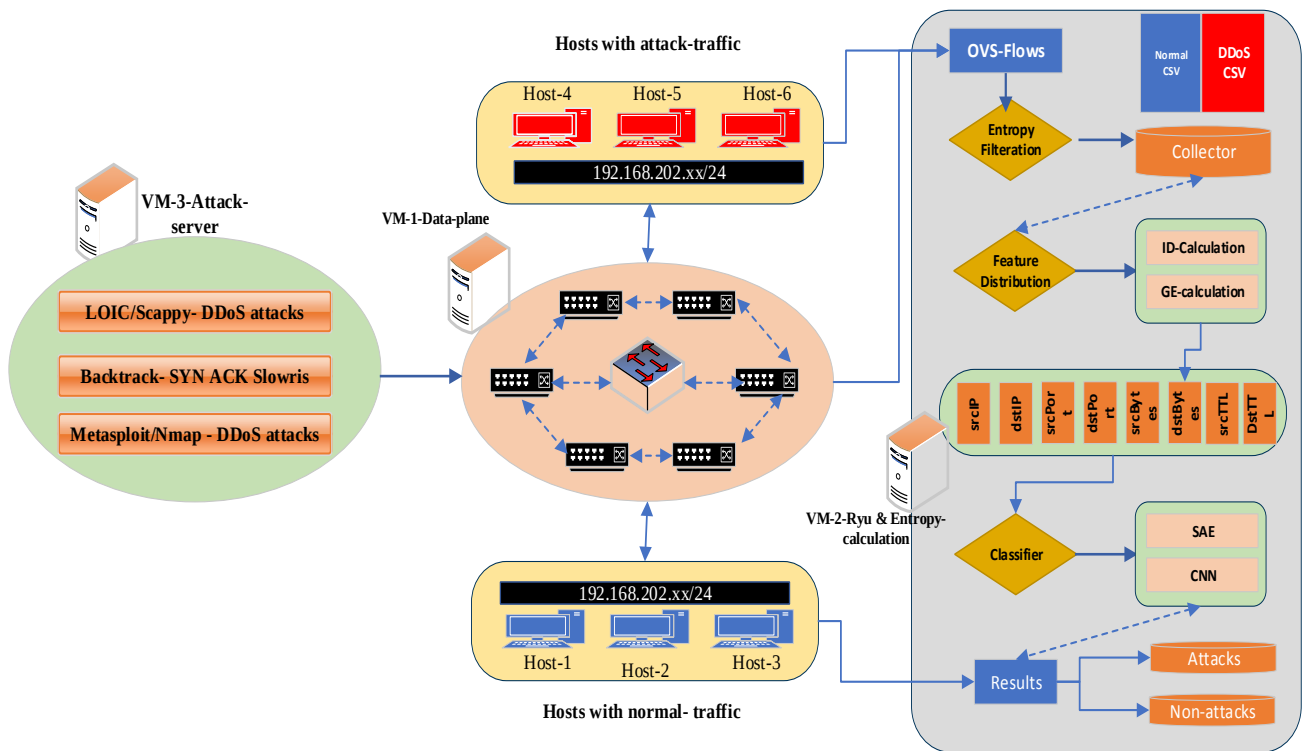 Hosts with attack-traffic
Host-4
Host-5
Host-6
192.168.202.xx/24
VM-3-Attack-
server
LOIC/Scappy- DDoS attacks
Backtrack- SYN ACK Slowris
Metasploit/Nmap - DDoS attacks
VM-1-Data-plane
192.168.202.xx/24
Host-1
Host-2
Host-3
Hosts with normal- traffic
OVS-Flows
Normal
CSV
DDoS
CSV
Entropy
Filteration
Collector
Feature
Distribution
ID-Calculation
GE-calculation
srcIP
dstIP
srcPor
t
dstPo
rt
srcByt
es
dstByt
es
srcTTL
DstTT
L
VM-2-Ryu & Entropy-
calculation
Classifier
SAE
CNN
Results
Attacks
Non-attacks